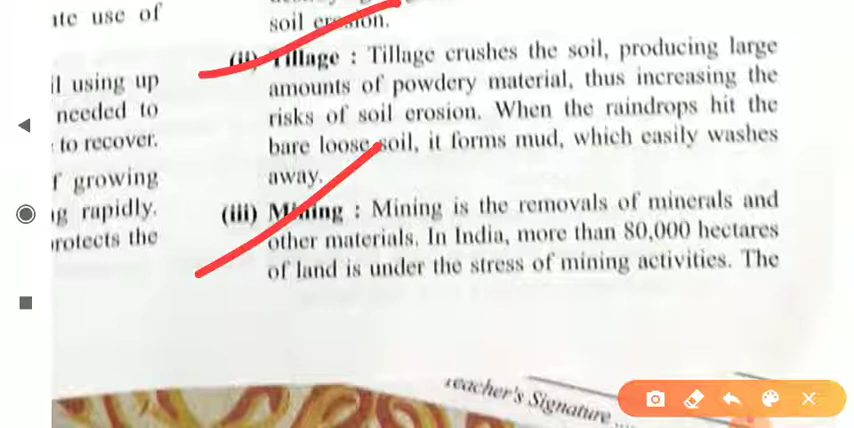 ate use of
il using up
needed to
to recover.
f growing
ng rapidly.
rotects the
soil erosion.
(ii) Tillage : Tillage crushes the soil, producing large
amounts of powdery material, thus increasing the
risks of soil erosion. When the raindrops hit the
bare loose soil, it forms mud, which easily washes
away.
(iii) Mining : Mining is the removals of minerals and
other materials. In India, more than 80,000 hectares
of land is under the stress of mining activities. The
Teacher's Signature ....